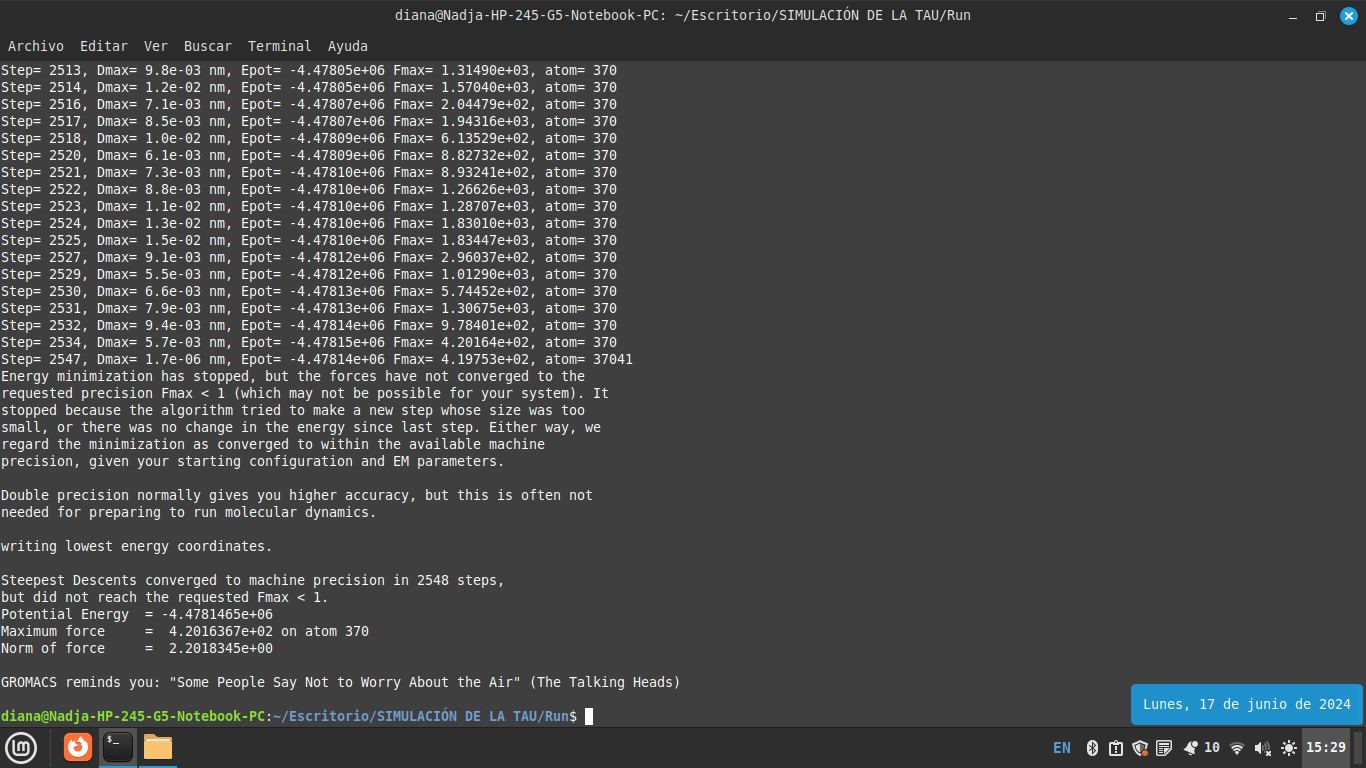 diana@Nadja-HP-245-G5-Notebook-PC: ~/Escritorio/SIMULACIÓN DE LA TAU/Run
Archivo Editar Ver Buscar Terminal Ayuda
Step= 2513, Dmax= 9.8e-03 nm, Epot= -4.47805e+06 Fmax= 1.31490e+03, atom= 370
Step= 2514, Dmax= 1.2e-02 nm, Epot= -4.47805e+06 Fmax= 1.57040e+03, atom= 370
Step= 2516, Dmax= 7.1e-03 nm, Epot= -4.47807e+06 Fmax= 2.04479e+02, atom= 370
Step= 2517, Dmax= 8.5e-03 nm, Epot= -4.47807e+06 Fmax= 1.94316e+03, atom= 370
Step= 2518, Dmax= 1.0e-02 nm, Epot= -4.47809e+06 Fmax= 6.13529e+02, atom= 370
Step= 2520, Dmax= 6.1e-03 nm, Epot= -4.47809e+06 Fmax= 8.82732e+02, atom= 370
Step= 2521, Dmax= 7.3e-03 nm, Epot= -4.47810e+06 Fmax= 8.93241e+02, atom= 370
Step= 2522, Dmax= 8.8e-03 nm, Epot= -4.47810e+06 Fmax= 1.26626e+03, atom= 370
Step= 2523, Dmax= 1.1e-02 nm, Epot= -4.47810e+06 Fmax= 1.28707e+03, atom= 370
Step= 2524, Dmax= 1.3e-02 nm, Epot= -4.47810e+06 Fmax= 1.83010e+03, atom= 370
Step= 2525, Dmax= 1.5e-02 nm, Epot= -4.47810e+06 Fmax= 1.83447e+03, atom= 370
Step= 2527, Dmax= 9.1e-03 nm, Epot= -4.47812e+06 Fmax= 2.96037e+02, atom= 370
Step= 2529, Dmax= 5.5e-03 nm, Epot= -4.47812e+06 Fmax= 1.01290e+03, atom= 370
Step= 2530, Dmax= 6.6e-03 nm, Epot= -4.47813e+06 Fmax= 5.74452e+02, atom= 370
Step= 2531, Dmax= 7.9e-03 nm, Epot= -4.47813e+06 Fmax= 1.30675e+03, atom= 370
Step= 2532, Dmax= 9.4e-03 nm, Epot= -4.47814e+06 Fmax= 9.78401e+02, atom= 370
Step= 2534, Dmax= 5.7e-03 nm, Epot= -4.47815e+06 Fmax= 4.20164e+02, atom= 370
Step= 2547, Dmax= 1.7e-06 nm, Epot= -4.47814e+06 Fmax= 4.19753e+02, atom= 37041
Energy minimization has stopped, but the forces have not converged to the
requested precision Fmax < 1 (which may not be possible for your system). It
stopped because the algorithm tried to make a new step whose size was too
small, or there was no change in the energy since last step. Either way, we
regard the minimization as converged to within the available machine
precision, given your starting configuration and EM parameters.
Double precision normally gives you higher accuracy, but this is often not
needed for preparing to run molecular dynamics.
writing lowest energy coordinates.
Steepest Descents converged to machine precision in 2548 steps,
but did not reach the requested Fmax < 1.
Potential Energy  = -4.4781465e+06
Maximum force     =  4.2016367e+02 on atom 370
Norm of force     =  2.2018345e+00
GROMACS reminds you: "Some People Say Not to Worry About the Air" (The Talking Heads)
diana@Nadja-HP-245-G5-Notebook-PC:~/Escritorio/SIMULACIÓN DE LA TAU/Run$
Lunes, 17 de junio de 2024
$_
EN
10
15:29